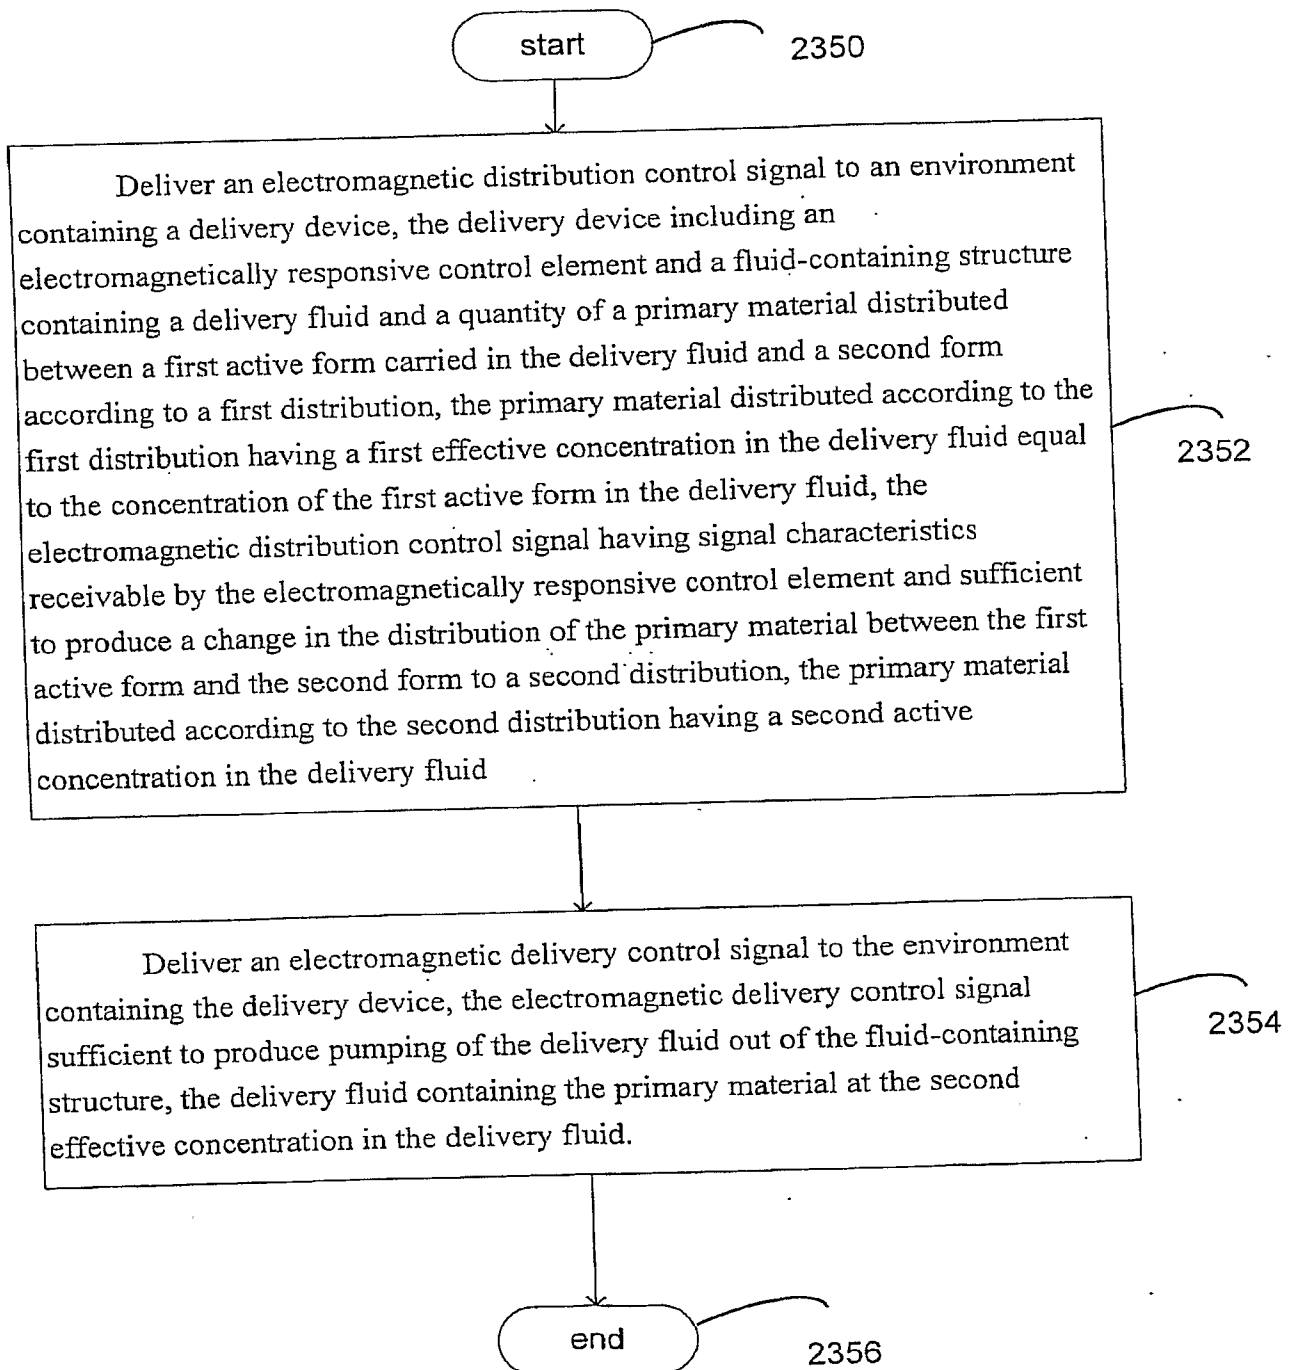 start
2350
Deliver an electromagnetic distribution control signal to an environment
containing a delivery device, the delivery device including an
electromagnetically responsive control element and a fluid-containing structure
containing a delivery fluid and a quantity of a primary material distributed
between a first active form carried in the delivery fluid and a second form
according to a first distribution, the primary material distributed according to the
first distribution having a first effective concentration in the delivery fluid equal
to the concentration of the first active form in the delivery fluid, the
electromagnetic distribution control signal having signal characteristics
receivable by the electromagnetically responsive control element and sufficient
to produce a change in the distribution of the primary material between the first
active form and the second form to a second distribution, the primary material
distributed according to the second distribution having a second active
concentration in the delivery fluid
2352
Deliver an electromagnetic delivery control signal to the environment
containing the delivery device, the electromagnetic delivery control signal
sufficient to produce pumping of the delivery fluid out of the fluid-containing
structure, the delivery fluid containing the primary material at the second
effective concentration in the delivery fluid.
2354
end
2356